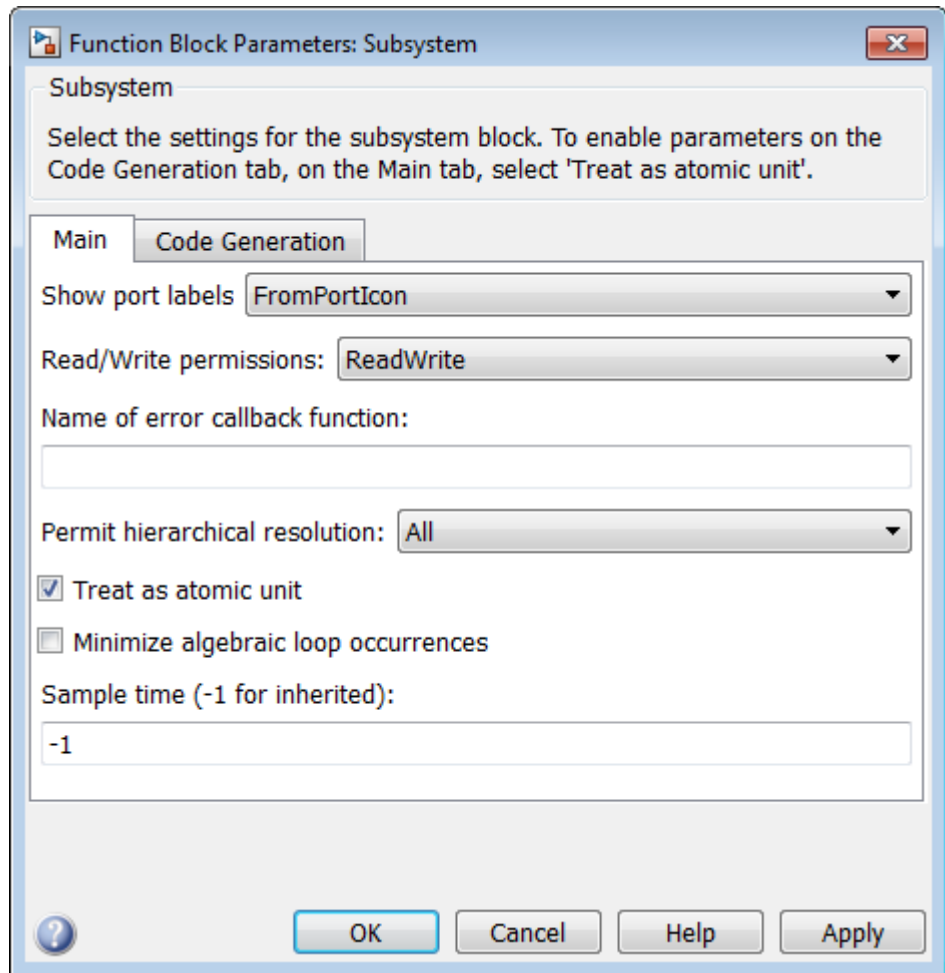 Function Block Parameters: Subsystem
Subsystem
Select the settings for the subsystem block. To enable parameters on the
Code Generation tab, on the Main tab, select 'Treat as atomic unit'.
Main Code Generation
Show port labels FromPortIcon
Read/Write permissions: ReadWrite
Name of error callback function:
Permit hierarchical resolution: All
Treat as atomic unit
Minimize algebraic loop occurrences
Sample time (-1 for inherited):
-1
? OK Cancel Help Apply